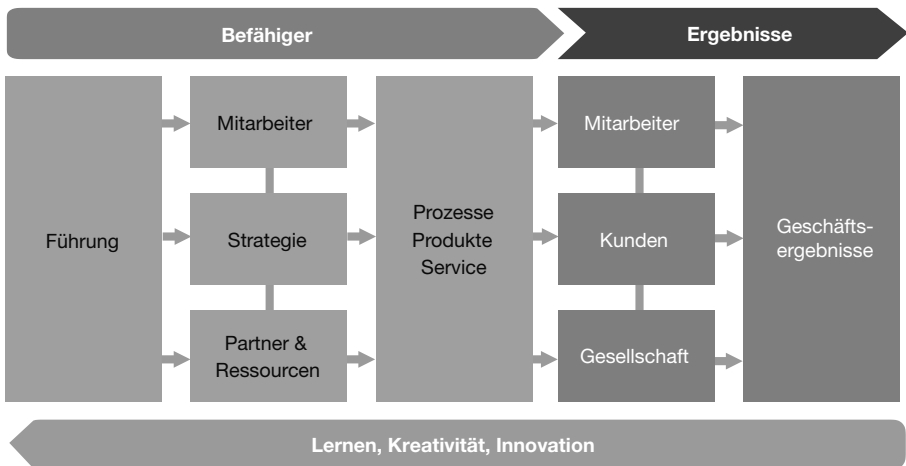 Befähiger
Ergebnisse
Führung
Mitarbeiter
Strategie
Partner &
Ressourcen
Prozesse
Produkte
Service
Mitarbeiter
Kunden
Gesellschaft
Geschäfts-
ergebnisse
Lernen, Kreativität, Innovation